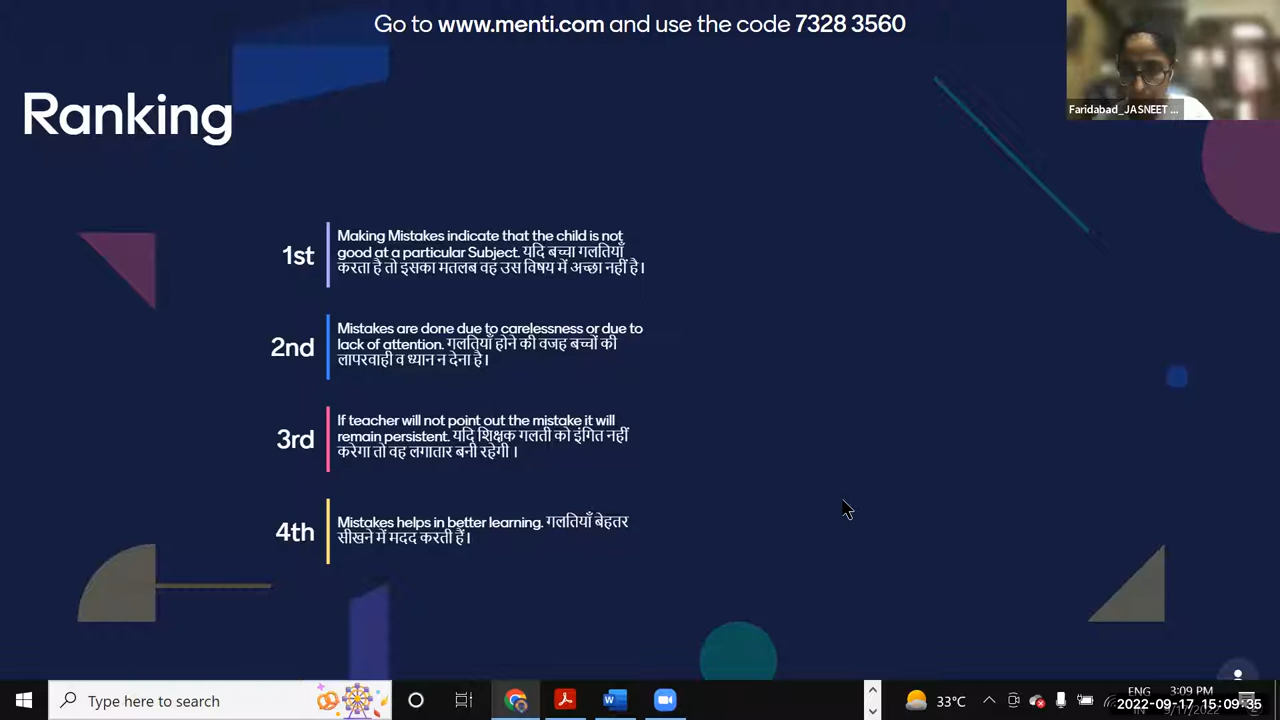 Go to www.menti.com and use the code 7328 3560
Faridabad_JASNEET ...
Ranking
1st
Making Mistakes indicate that the child is not
good at a particular Subject. यदि बच्चा गलतियाँ
करता है तो इसका मतलब वह उस विषय में अच्छा नहीं है।
2nd
Mistakes are done due to carelessness or due to
lack of attention. गलतियाँ होने की वजह बच्चों की
लापरवाही व ध्यान न देना है।
3rd
If teacher will not point out the mistake it will
remain persistent. यदि शिक्षक गलती को इंगित नहीं
करेगा तो वह लगातार बनी रहेगी ।
4th
Mistakes helps in better learning. गलतियाँ बेहतर
सीखने में मदद करती हैं।
Type here to search
33°C
ENG
IN
3:09 PM
2022-09-17 15:09:35